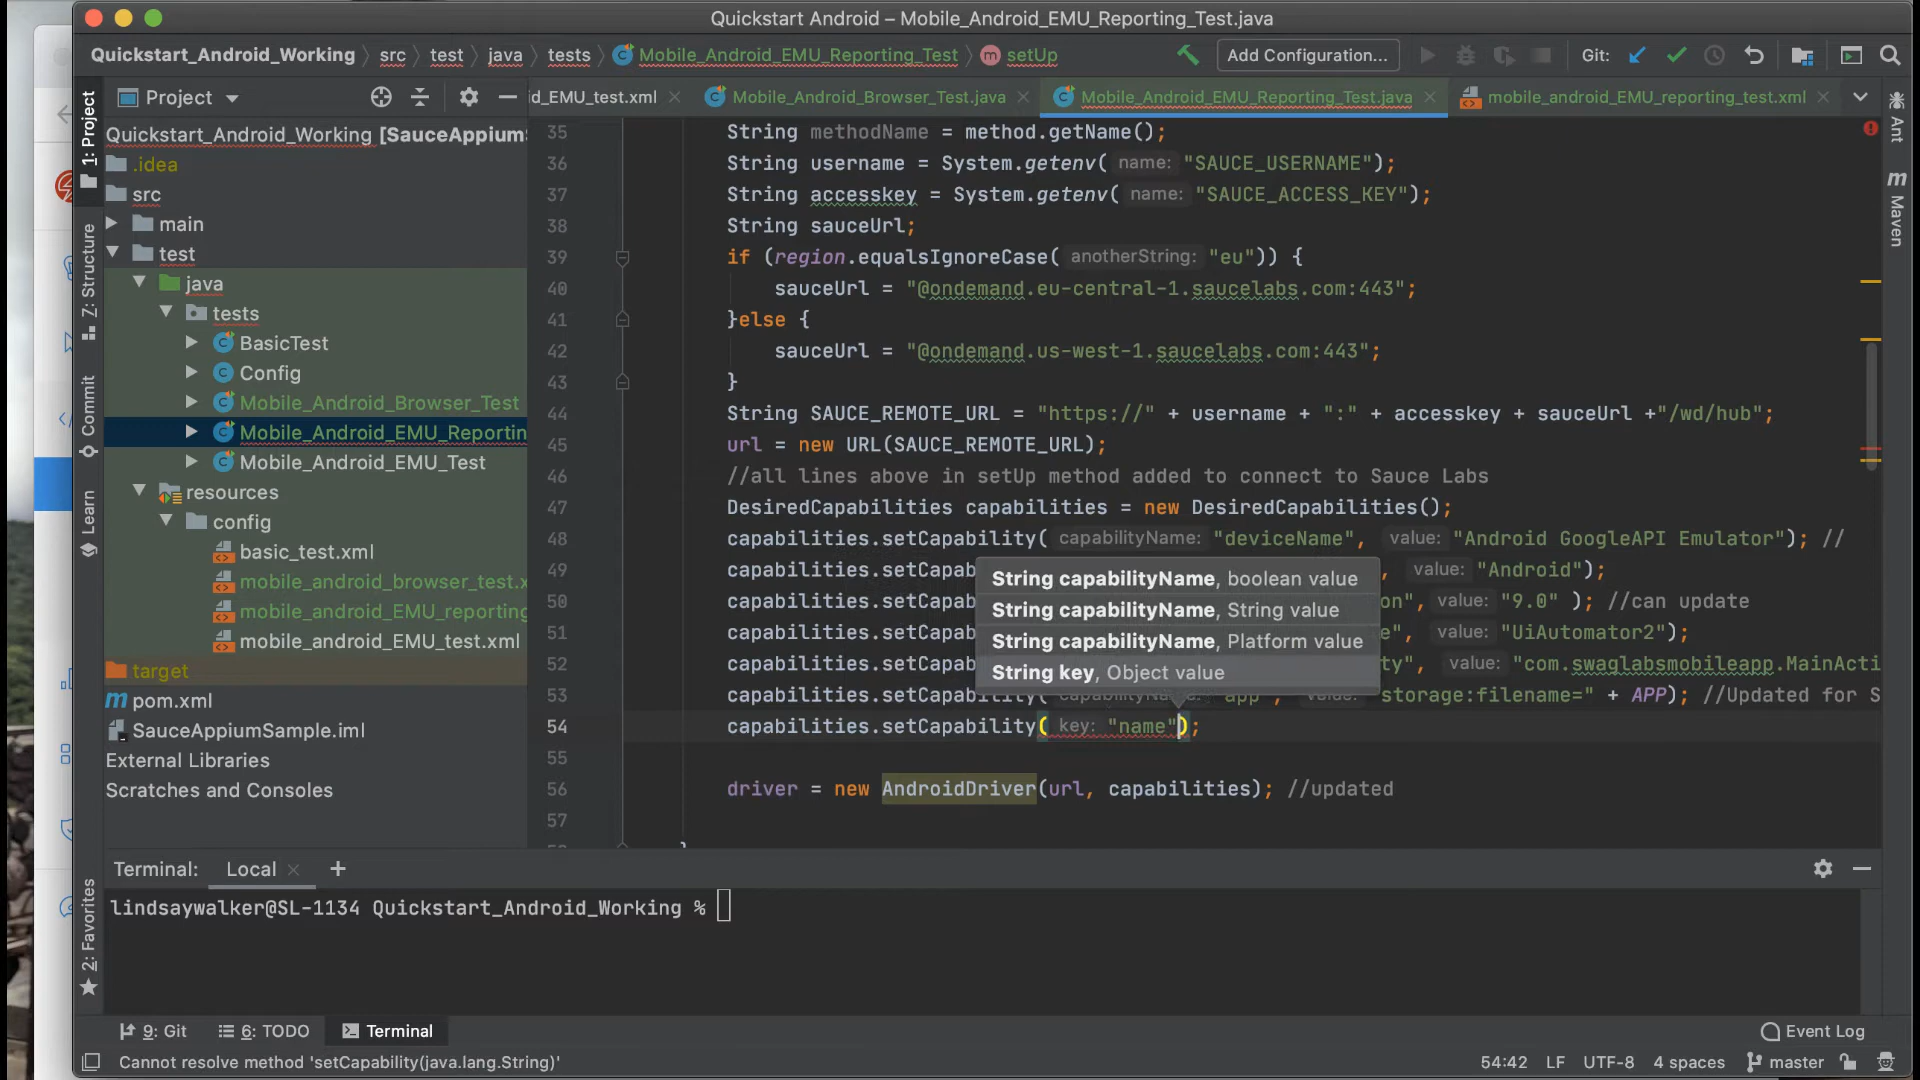 Quickstart Android – Mobile_Android_EMU_Reporting_Test.java
Quickstart_Android_Working src test java tests Mobile_Android_EMU_Reporting_Test setUp Add Configuration... Git:
Project d_EMU_test.xml Mobile_Android_Browser_Test.java Mobile_Android_EMU_Reporting_Test.java mobile_android_EMU_reporting_test.xml
1: Project
Z: Structure
Commit
Learn
2: Favorites
Quickstart_Android_Working [SauceAppium
.idea
src
main
test
java
tests
BasicTest
Config
Mobile_Android_Browser_Test
Mobile_Android_EMU_Reportin
Mobile_Android_EMU_Test
resources
config
basic_test.xml
mobile_android_browser_test.x
mobile_android_EMU_reporting
mobile_android_EMU_test.xml
target
pom.xml
SauceAppiumSample.iml
External Libraries
Scratches and Consoles
35 String methodName = method.getName();
36 String username = System.getenv( name: "SAUCE_USERNAME");
37 String accesskey = System.getenv( name: "SAUCE_ACCESS_KEY");
38 String sauceUrl;
39 if (region.equalsIgnoreCase( anotherString: "eu")) {
40 sauceUrl = "@ondemand.eu-central-1.saucelabs.com:443";
41 }else {
42 sauceUrl = "@ondemand.us-west-1.saucelabs.com:443";
43 }
44 String SAUCE_REMOTE_URL = "https://" + username + ":" + accesskey + sauceUrl +"/wd/hub";
45 url = new URL(SAUCE_REMOTE_URL);
46 //all lines above in setUp method added to connect to Sauce Labs
47 DesiredCapabilities capabilities = new DesiredCapabilities();
48 capabilities.setCapability( capabilityName: "deviceName", value: "Android GoogleAPI Emulator"); //
49 capabilities.setCapab , value: "Android");
50 capabilities.setCapab on", value: "9.0" ); //can update
51 capabilities.setCapab e", value: "UiAutomator2");
52 capabilities.setCapab ty", value: "com.swaglabsmobileapp.MainActi
53 capabilities.setCapability( capabilityName: "app", value: "storage:filename=" + APP); //Updated for S
54 capabilities.setCapability( key: "name");
55
56 driver = new AndroidDriver(url, capabilities); //updated
57
String capabilityName, boolean value
String capabilityName, String value
String capabilityName, Platform value
String key, Object value
Ant
Maven
m
Terminal: Local +
lindsaywalker@SL-1134 Quickstart_Android_Working %
9: Git 6: TODO Terminal Event Log
Cannot resolve method 'setCapability(java.lang.String)' 54:42 LF UTF-8 4 spaces master